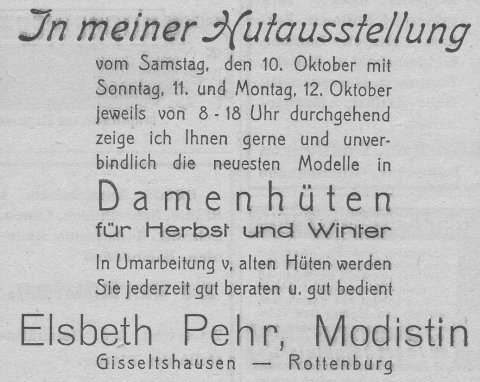 In meiner Hutausstellung
vom Samstag, den 10. Oktober mit
Sonntag, 11. und Montag, 12. Oktober
jeweils von 8 - 18 Uhr durchgehend
zeige ich Ihnen gerne und unver-
bindlich die neuesten Modelle in
Damenhüten
für Herbst und Winter
In Umarbeitung v, alten Hüten werden
Sie jederzeit gut beraten u. gut bedient
Elsbeth Pehr, Modistin
Gisseltshausen — Rottenburg